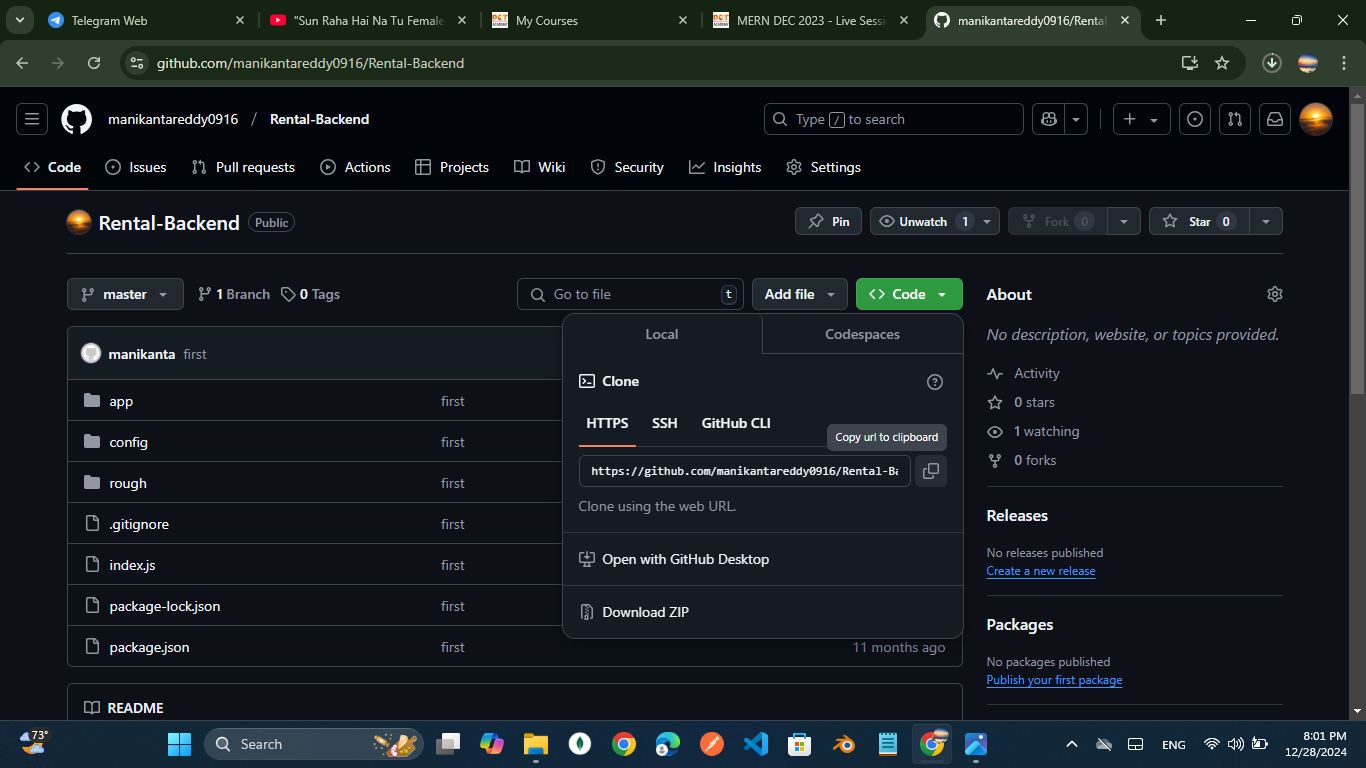 Telegram Web
"Sun Raha Hai Na Tu Female
My Courses
MERN DEC 2023 - Live Sessi
manikantareddy0916/Rental
github.com/manikantareddy0916/Rental-Backend
manikantareddy0916 / Rental-Backend
Type / to search
Code
Issues
Pull requests
Actions
Projects
Wiki
Security
Insights
Settings
Rental-Backend Public
Pin
Unwatch 1
Fork 0
Star 0
master
1 Branch
0 Tags
Go to file t
Add file
Code
About
No description, website, or topics provided.
Local
Codespaces
manikanta first
Clone
Activity
app first
0 stars
HTTPS
SSH
GitHub CLI
Copy url to clipboard
1 watching
config first
0 forks
https://github.com/manikantareddy0916/Rental-Ba
rough first
Clone using the web URL.
Releases
.gitignore first
No releases published
Open with GitHub Desktop
index.js first
Create a new release
package-lock.json first
Download ZIP
Packages
package.json first 11 months ago
No packages published
Publish your first package
README
73°
Search
ENG
8:01 PM
12/28/2024